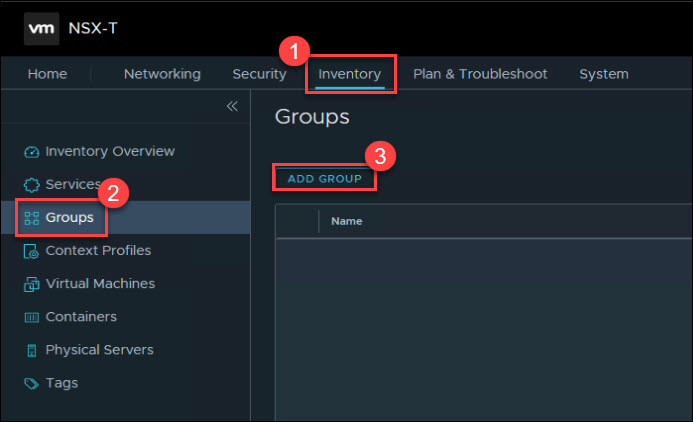 vm NSX-T
1
Home Networking Security Inventory Plan & Troubleshoot System
Groups
Inventory Overview
3
Services
2
ADD GROUP
Groups
Name
Context Profiles
Virtual Machines
Containers
Physical Servers
Tags